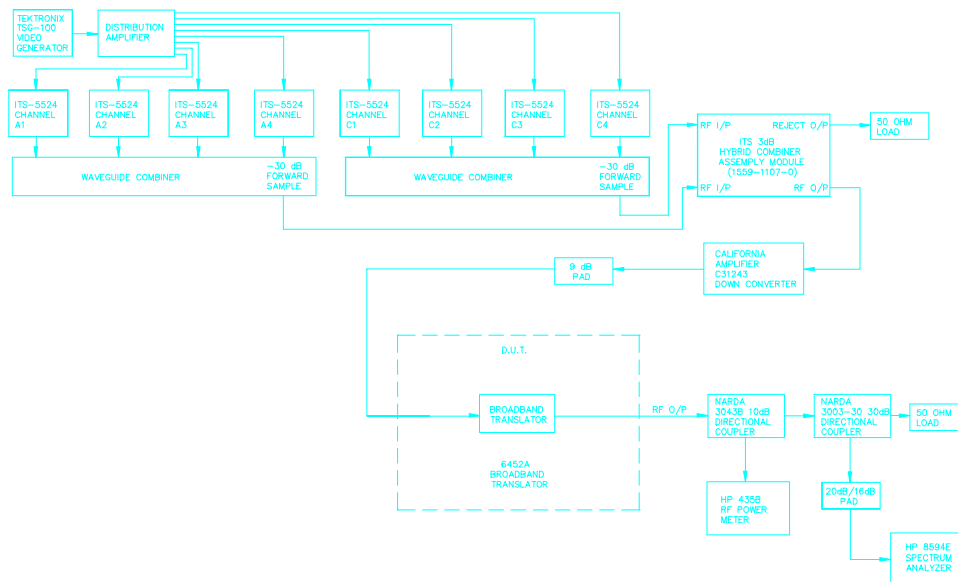 TEKTRONIX
TSG-100
VIDEO
GENERATOR
DISTRIBUTION
AMPLIFIER
ITS-5524
CHANNEL
A1
ITS-5524
CHANNEL
A2
ITS-5524
CHANNEL
A3
ITS-5524
CHANNEL
A4
ITS-5524
CHANNEL
C1
ITS-5524
CHANNEL
C2
ITS-5524
CHANNEL
C3
ITS-5524
CHANNEL
C4
WAVEGUIDE COMBINER
-30 dB
FORWARD
SAMPLE
WAVEGUIDE COMBINER
-30 dB
FORWARD
SAMPLE
RF I/P REJECT O/P
ITS 3dB
HYBRID COMBINER
ASSEMPLY MODULE
(1559-1107-0)
RF I/P RF O/P
50 OHM
LOAD
CALIFORNIA
AMPLIFIER
C31243
DOWN CONVERTER
9 dB
PAD
D.U.T.
BROADBAND
TRANSLATOR
6452A
BROADBAND
TRANSLATOR
RF O/P
NARDA
3043B 10dB
DIRECTIONAL
COUPLER
NARDA
3003-30 30dB
DIRECTIONAL
COUPLER
50 OHM
LOAD
HP 435B
RF POWER
METER
20dB/16dB
PAD
HP 8594E
SPECTRUM
ANALYZER